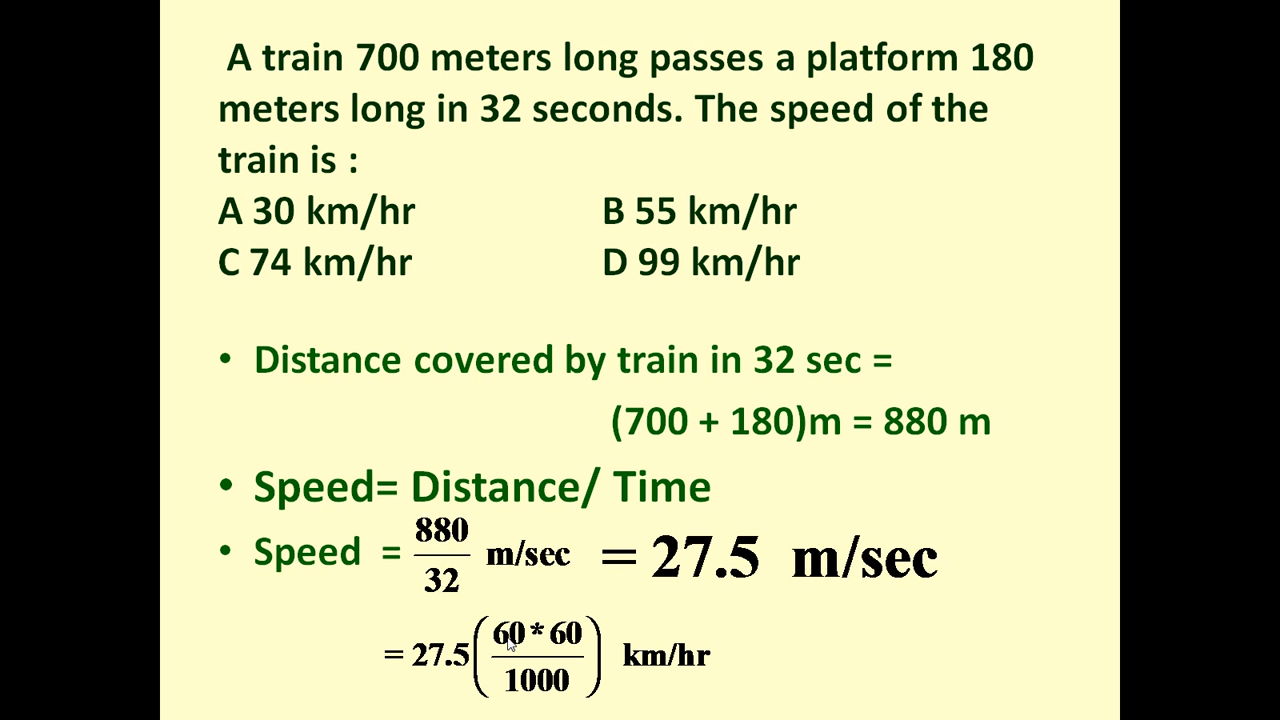 A train 700 meters long passes a platform 180
meters long in 32 seconds. The speed of the
train is :
A 30 km/hr B 55 km/hr
C 74 km/hr D 99 km/hr
• Distance covered by train in 32 sec =
(700 + 180)m = 880 m
• Speed= Distance/ Time
• Speed = 880/32 m/sec = 27.5 m/sec
= 27.5(60 * 60/1000) km/hr